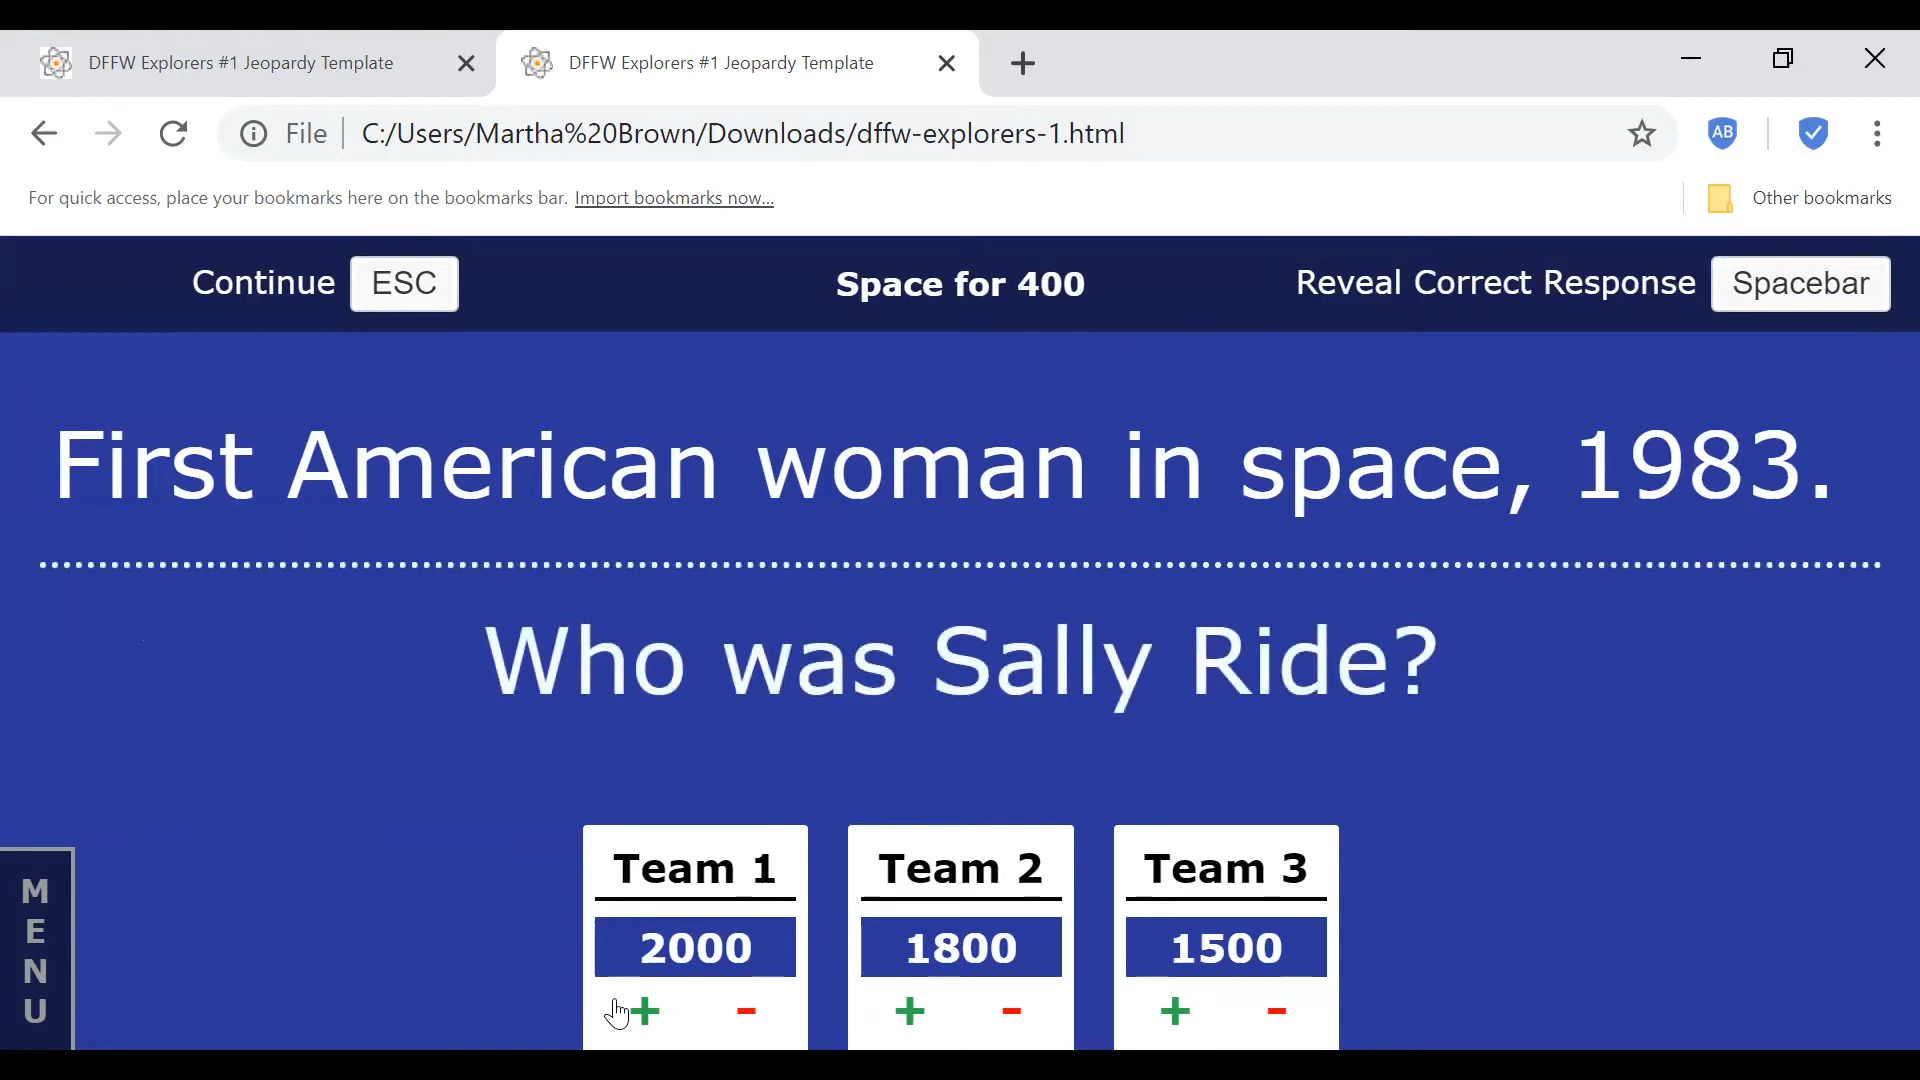 DFFW Explorers #1 Jeopardy Template
DFFW Explorers #1 Jeopardy Template
File
C:/Users/Martha%20Brown/Downloads/dffw-explorers-1.html
AB
For quick access, place your bookmarks here on the bookmarks bar. Import bookmarks now...
Other bookmarks
Continue ESC
Space for 400
Reveal Correct Response Spacebar
First American woman in space, 1983.
Who was Sally Ride?
MENU
Team 1 Team 2 Team 3
2000 1800 1500
+ - + - + -